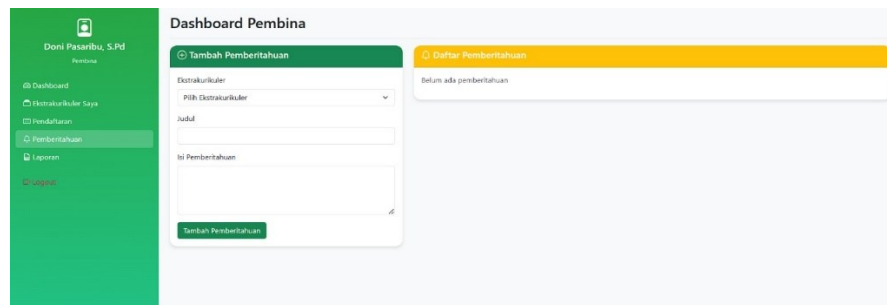 Doni Pasaribu, S.Pd
Pembina
Dashboard
Ekstrakurikuler Saya
Pendaftaran
Pemberitahuan
Laporan
Logout
Dashboard Pembina
Tambah Pemberitahuan
Ekstrakurikuler
Pilih Ekstrakurikuler
Judul
Isi Pemberitahuan
Tambah Pemberitahuan
Daftar Pemberitahuan
Belum ada pemberitahuan